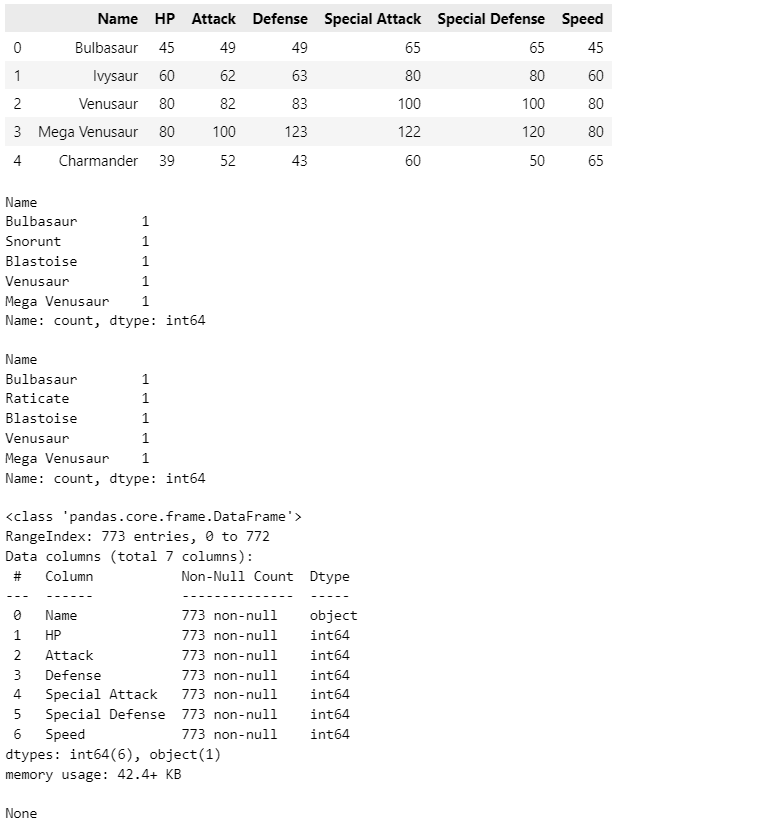 Name HP Attack Defense Special Attack Special Defense Speed
0 Bulbasaur 45 49 49 65 65 45
1 Ivysaur 60 62 63 80 80 60
2 Venusaur 80 82 83 100 100 80
3 Mega Venusaur 80 100 123 122 120 80
4 Charmander 39 52 43 60 50 65
Name
Bulbasaur 1
Snorunt 1
Blastoise 1
Venusaur 1
Mega Venusaur 1
Name: count, dtype: int64
Name
Bulbasaur 1
Raticate 1
Blastoise 1
Venusaur 1
Mega Venusaur 1
Name: count, dtype: int64
<class 'pandas.core.frame.DataFrame'>
RangeIndex: 773 entries, 0 to 772
Data columns (total 7 columns):
# Column Non-Null Count Dtype
--- ------ -------------- -----
0 Name 773 non-null object
1 HP 773 non-null int64
2 Attack 773 non-null int64
3 Defense 773 non-null int64
4 Special Attack 773 non-null int64
5 Special Defense 773 non-null int64
6 Speed 773 non-null int64
dtypes: int64(6), object(1)
memory usage: 42.4+ KB
None